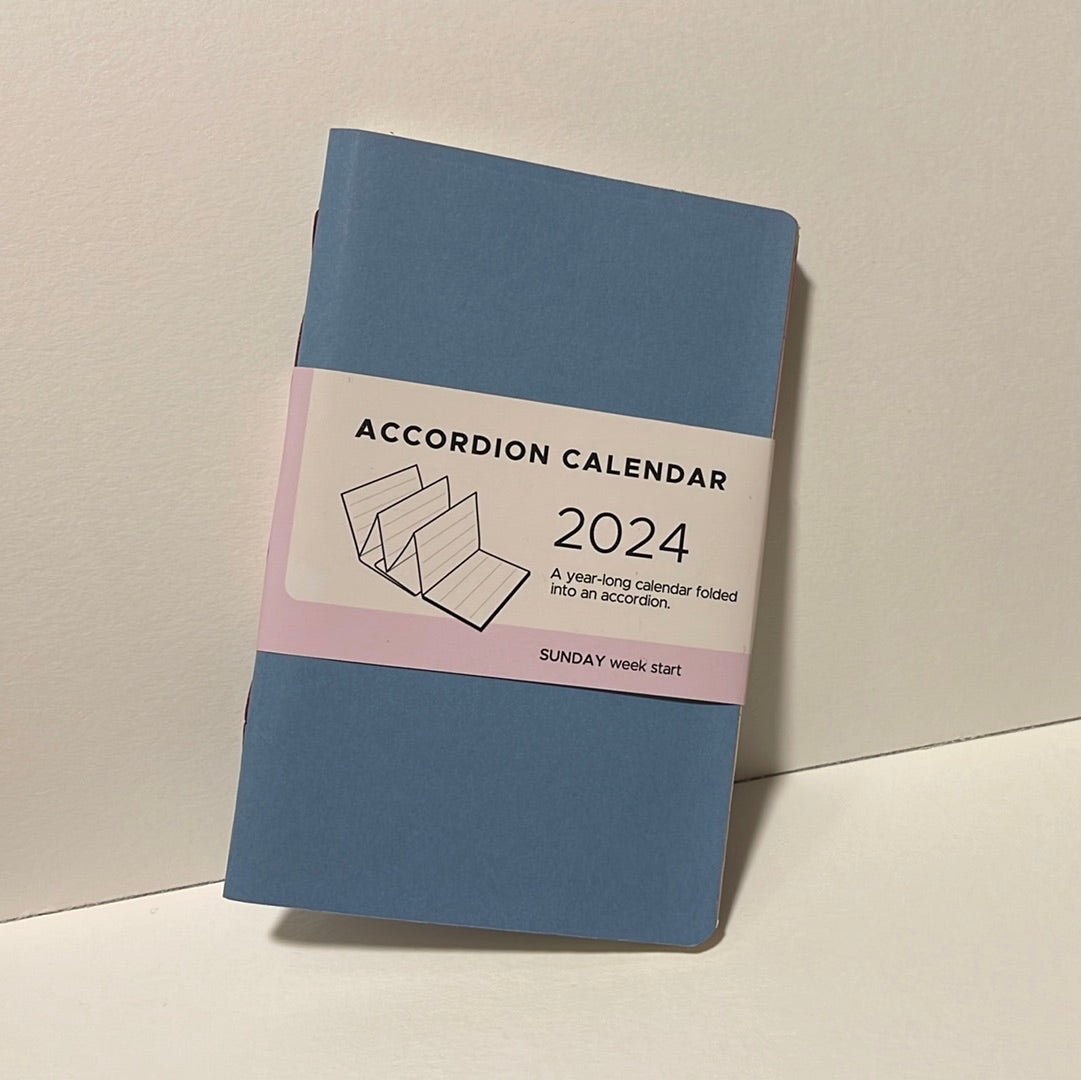 ACCORDION CALENDAR
2024
A year-long calendar folded
into an accordion.
SUNDAY week start